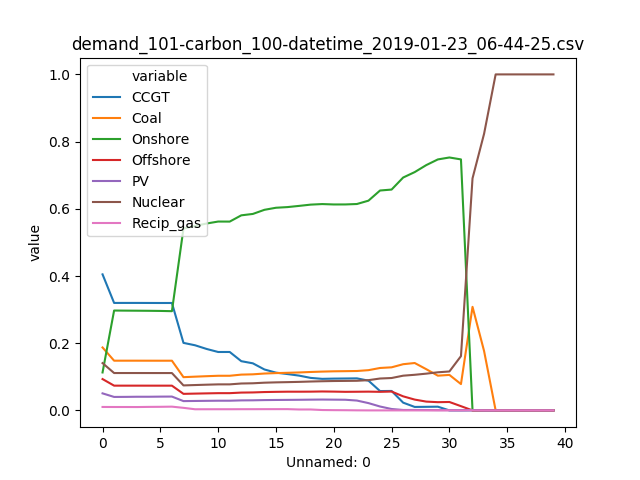 demand_101-carbon_100-datetime_2019-01-23_06-44-25.csv
1.0
0.8
0.6
0.4
0.2
0.0
value
variable
CCGT
Coal
Onshore
Offshore
PV
Nuclear
Recip_gas
0 5 10 15 20 25 30 35 40
Unnamed: 0